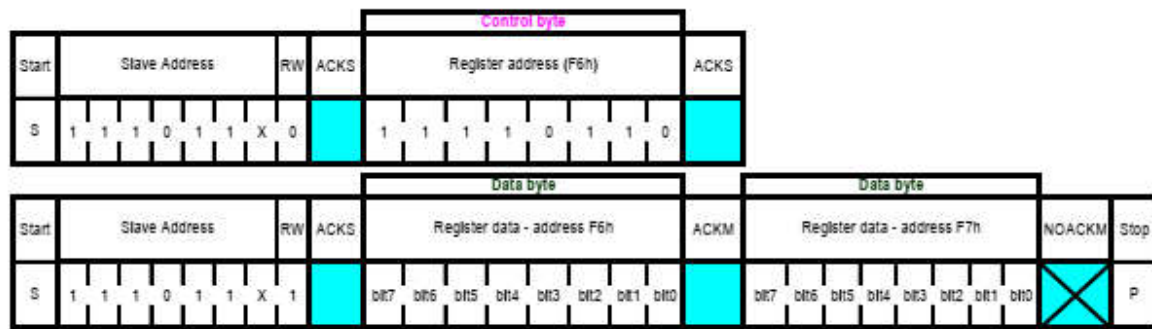 Control byte
Start Slave Address RW ACKS Register address (F6h) ACKS
S 1 1 1 0 1 1 X 0 1 1 1 1 0 1 1 0
Data byte Data byte
Start Slave Address RW ACKS Register data - address F6h ACKM Register data - address F7h NOACKM Stop
S 1 1 1 0 1 1 X 1 bit7 bit6 bit5 bit4 bit3 bit2 bit1 bit0 bit7 bit6 bit5 bit4 bit3 bit2 bit1 bit0 P